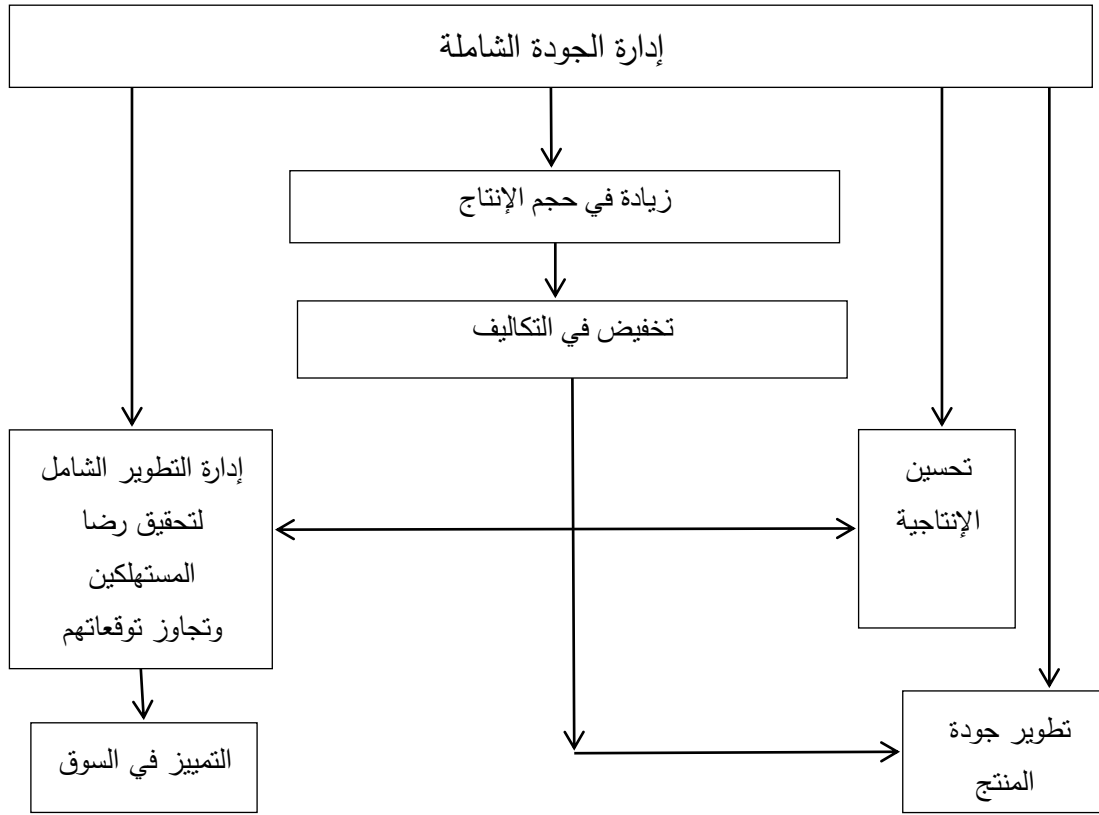 إدارة الجودة الشاملة
زيادة في حجم الإنتاج
تخفيض في التكاليف
تحسين
الإنتاجية
إدارة التطوير الشامل
لتحقيق رضا
المستهلكين
وتجاوز توقعاتهم
تطوير جودة
المنتج
التمييز في السوق